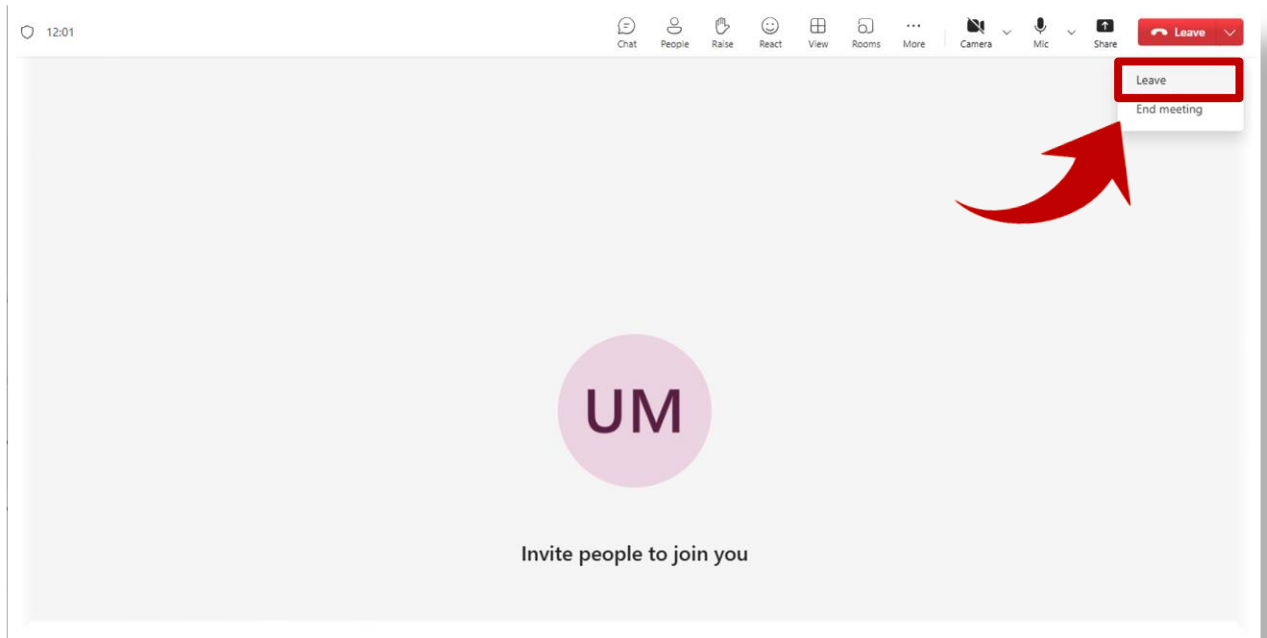 12:01
Chat People Raise React View Rooms More Camera Mic Share Leave
Leave
End meeting
UM
Invite people to join you